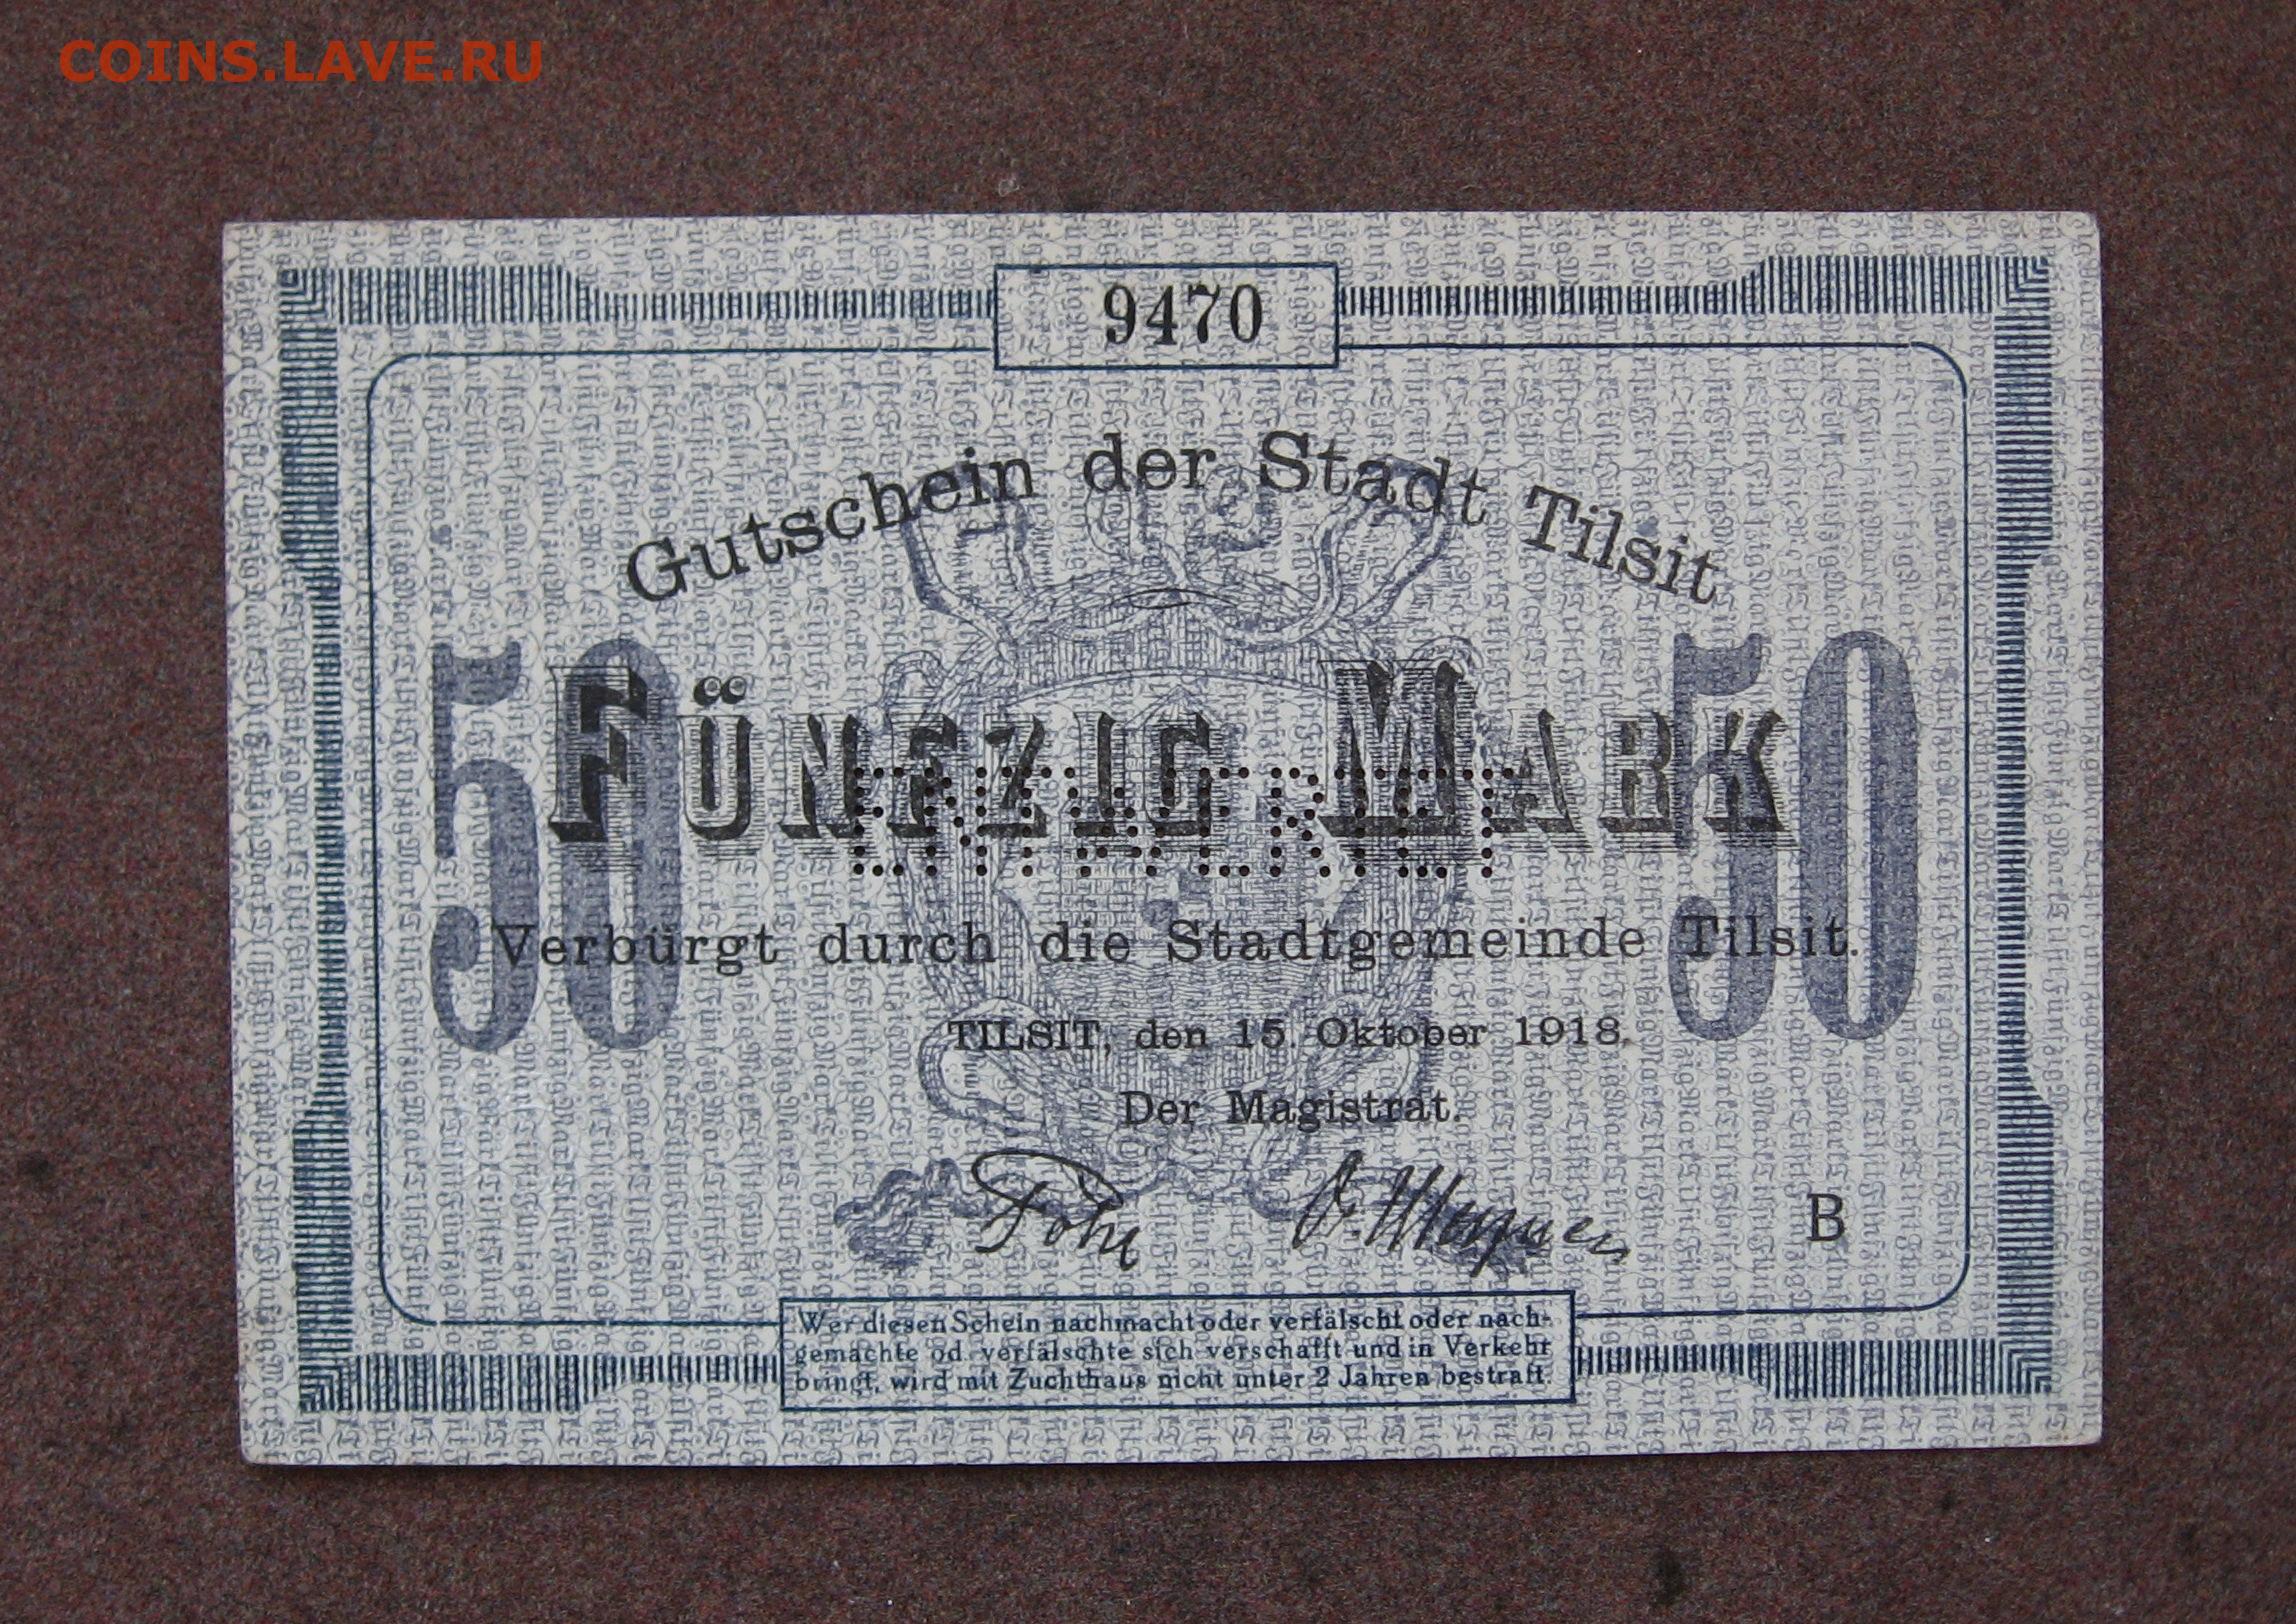 COINS.LAVE.RU
9470
Gutschein der Stadt Tilsit
50 FÜNFZIG MARK 50
ENTWERTET
Verbürgt durch die Stadtgemeinde Tilsit.
TILSIT, den 15. Oktober 1918.
Der Magistrat.
B
Wer diesen Schein nachmacht oder verfälscht oder nach-
gemachte od. verfälschte sich verschafft und in Verkehr
bringt, wird mit Zuchthaus nicht unter 2 Jahren bestraft.